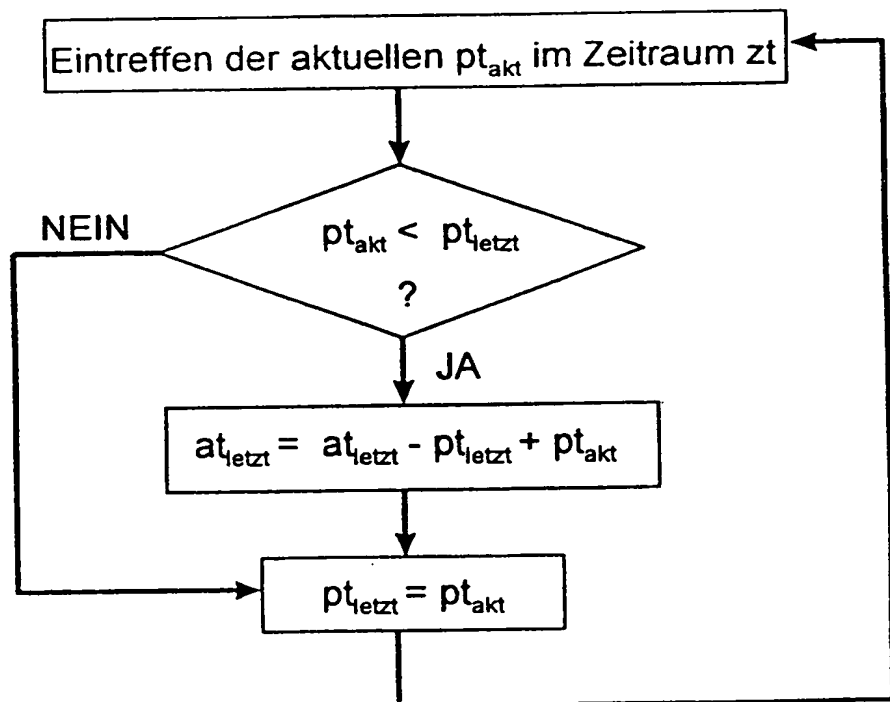 Eintreffen der aktuellen pt_akt im Zeitraum zt
NEIN
pt_akt < pt_letzt
?
JA
at_letzt = at_letzt - pt_letzt + pt_akt
pt_letzt = pt_akt